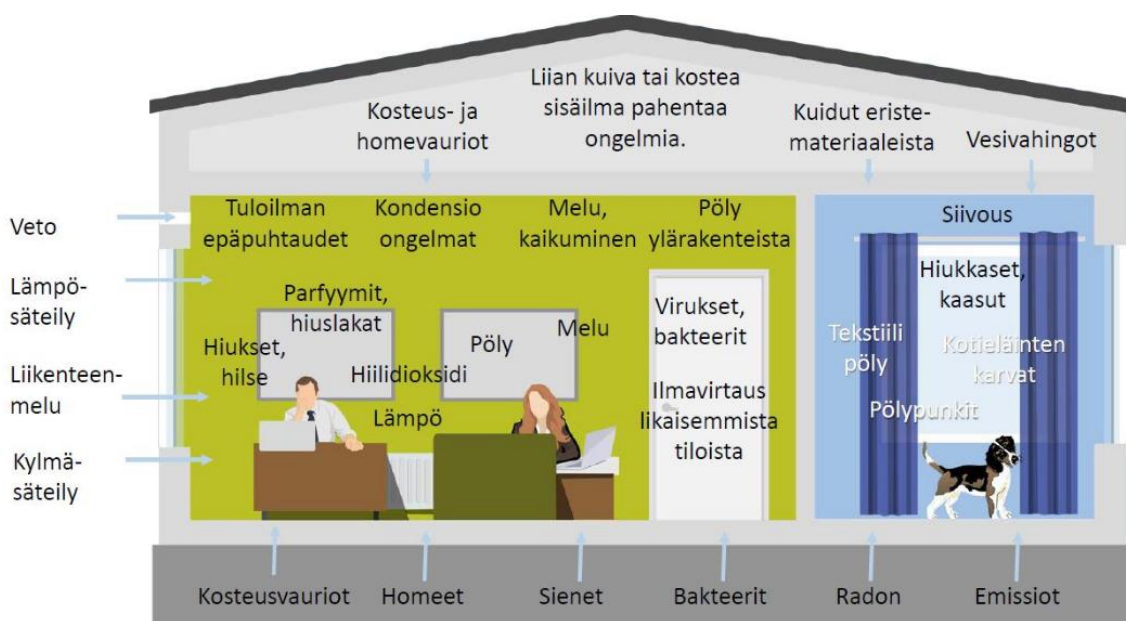 Liian kuiva tai kostea
sisäilma pahentaa
ongelmia.
Kosteus- ja
homevauriot
Kuidut eriste-
materiaaleista
Vesivahingot
Veto
Lämpö-
säteily
Liikenteen-
melu
Kylmä-
säteily
Tuloilman
epäpuhtaudet
Kondensio
ongelmat
Melu,
kaikuminen
Pöly
ylärakenteista
Parfyymit,
hiuslakat
Hiukset,
hilse
Hiilidioksidi
Pöly
Melu
Lämpö
Virukset,
bakteerit
Ilmavirtaus
likaisemmista
tiloista
Siivous
Hiukkaset,
kaasut
Tekstiili
pöly
Kotieläinten
karvat
Pölypunkit
Kosteusvauriot
Homeet
Sienet
Bakteerit
Radon
Emissiot